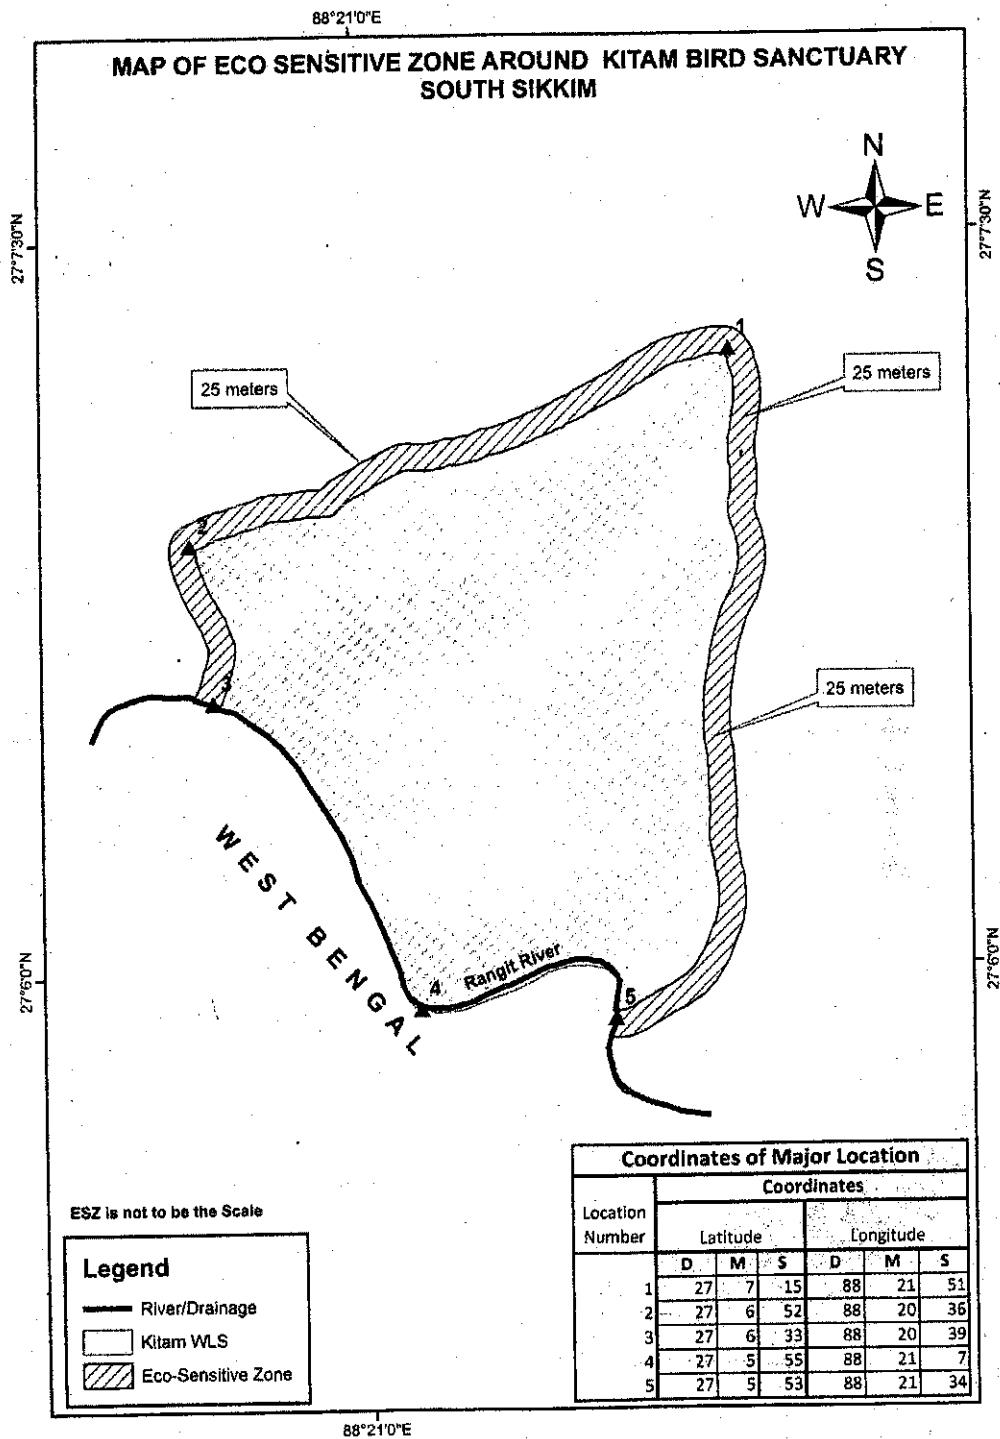 88°21'0"E
MAP OF ECO SENSITIVE ZONE AROUND KITAM BIRD SANCTUARY
SOUTH SIKKIM
N
W E
S
27°7'30"N
27°7'30"N
1
25 meters
25 meters
2
3
25 meters
WEST BENGAL
Rangit River
4
5
27°6'0"N
27°6'0"N
ESZ is not to be the Scale
Legend
River/Drainage
Kitam WLS
Eco-Sensitive Zone
Coordinates of Major Location
Coordinates
Location
Number Latitude Longitude
D M S D M S
1 27 7 15 88 21 51
2 27 6 52 88 20 36
3 27 6 33 88 20 39
4 27 5 55 88 21 7
5 27 5 53 88 21 34
88°21'0"E